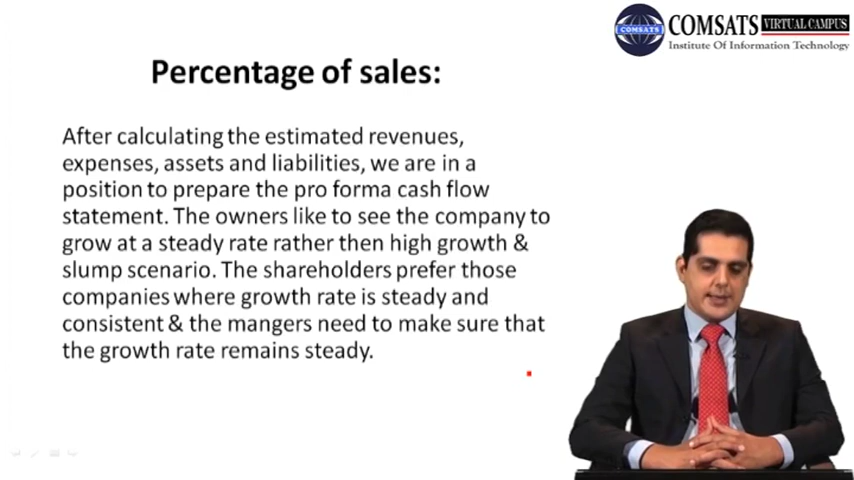 COMSATS VIRTUAL CAMPUS
Institute Of Information Technology
COMSATS
Percentage of sales:
After calculating the estimated revenues,
expenses, assets and liabilities, we are in a
position to prepare the pro forma cash flow
statement. The owners like to see the company to
grow at a steady rate rather then high growth &
slump scenario. The shareholders prefer those
companies where growth rate is steady and
consistent & the mangers need to make sure that
the growth rate remains steady.